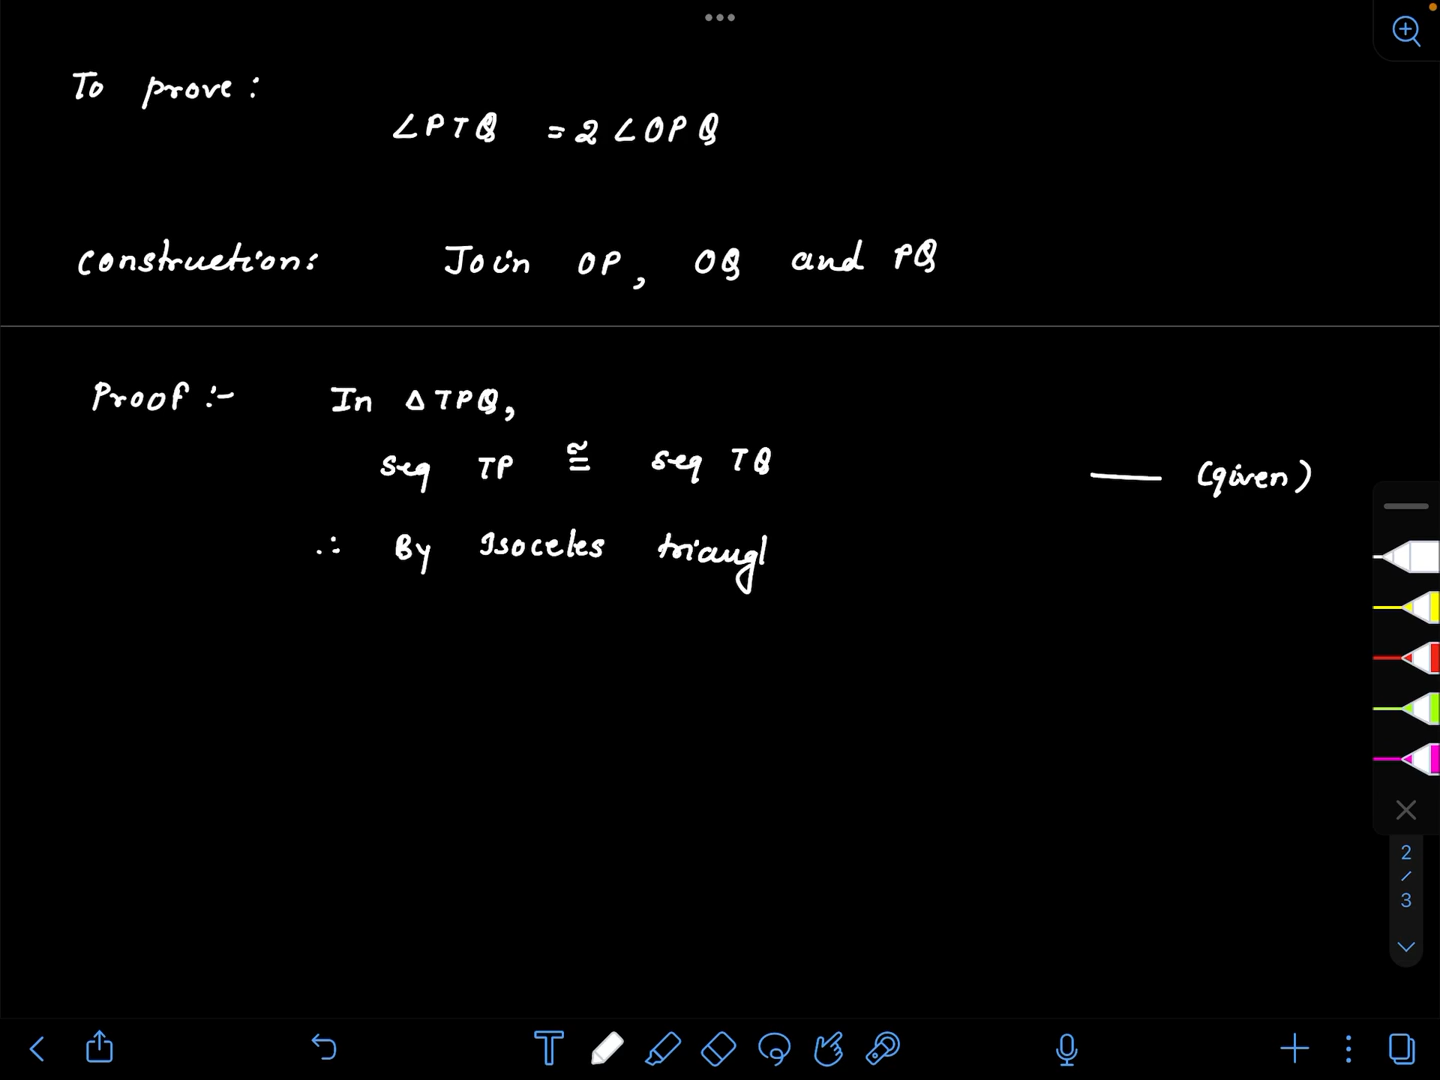 To prove:
∠PTQ = 2 ∠OPQ
Construction: Join OP, OQ and PQ
Proof :- In △TPQ,
seg TP ≅ seg TQ —— (given)
∴ By Isoceles triangl
2
/
3
T